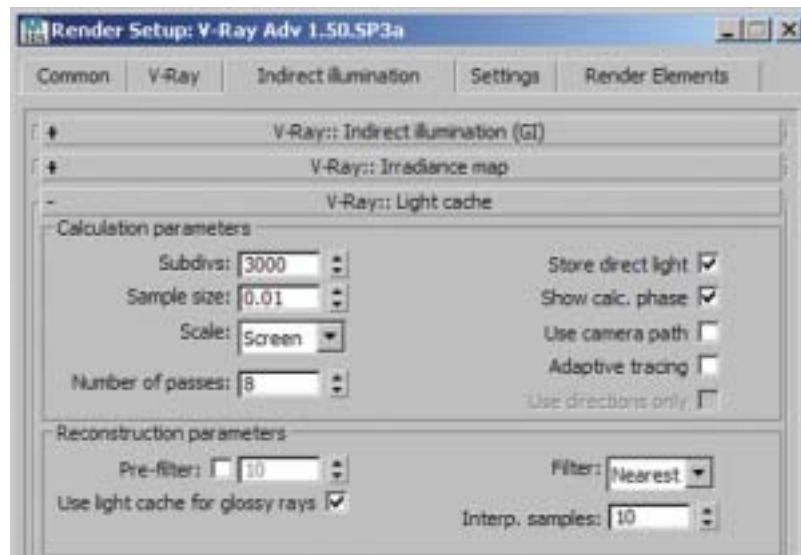 Render Setup: V-Ray Adv 1.50.SP3a
Common V-Ray Indirect illumination Settings Render Elements
+ V-Ray:: Indirect illumination (GI)
+ V-Ray:: Irradiance map
- V-Ray:: Light cache
Calculation parameters
Subdivs: 3000
Store direct light
Sample size: 0.01
Show calc. phase
Scale: Screen
Use camera path
Adaptive tracing
Number of passes: 8
Use directions only
Reconstruction parameters
Pre-filter: 10
Filter: Nearest
Use light cache for glossy rays
Interp. samples: 10